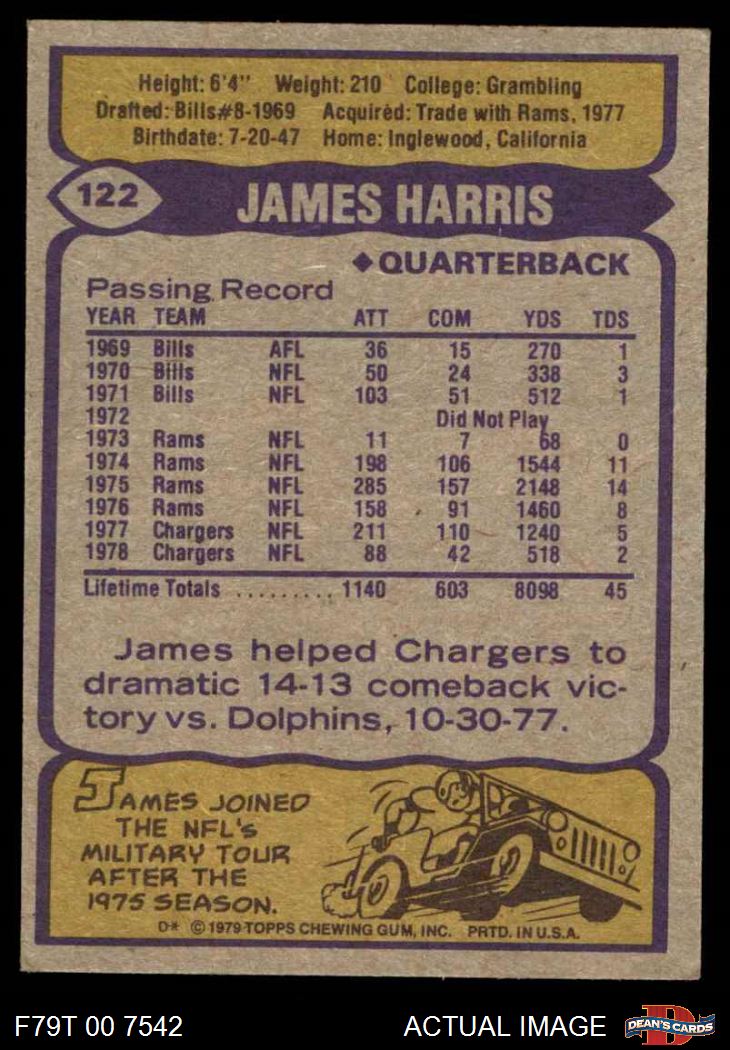 Height: 6'4" Weight: 210 College: Grambling
Drafted: Bills#8-1969 Acquired: Trade with Rams, 1977
Birthdate: 7-20-47 Home: Inglewood, California
122 JAMES HARRIS
◆QUARTERBACK
Passing Record
YEAR TEAM ATT COM YDS TDS
1969 Bills AFL 36 15 270 1
1970 Bills NFL 50 24 338 3
1971 Bills NFL 103 51 512 1
1972 Did Not Play
1973 Rams NFL 11 7 68 0
1974 Rams NFL 198 106 1544 11
1975 Rams NFL 285 157 2148 14
1976 Rams NFL 158 91 1460 8
1977 Chargers NFL 211 110 1240 5
1978 Chargers NFL 88 42 518 2
Lifetime Totals ......... 1140 603 8098 45
James helped Chargers to
dramatic 14-13 comeback vic-
tory vs. Dolphins, 10-30-77.
JAMES JOINED
THE NFL'S
MILITARY TOUR
AFTER THE
1975 SEASON.
D* © 1979 TOPPS CHEWING GUM, INC. PRTD. IN U.S.A.
F79T 00 7542 ACTUAL IMAGE D DEAN'S CARDS